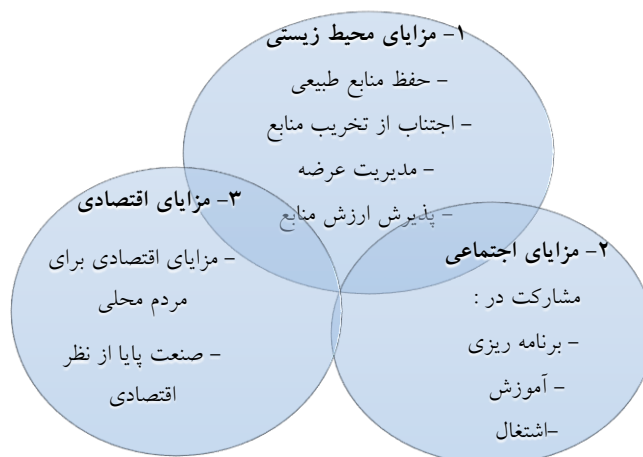 ۱- مزایای محیط زیستی
- حفظ منابع طبیعی
- اجتناب از تخریب منابع
- مدیریت عرضه
- پذیرش ارزش منابع
۲- مزایای اجتماعی
مشارکت در :
- برنامه ریزی
- آموزش
-اشتغال
۳- مزایای اقتصادی
- مزایای اقتصادی برای
مردم محلی
- صنعت پایا از نظر
اقتصادی